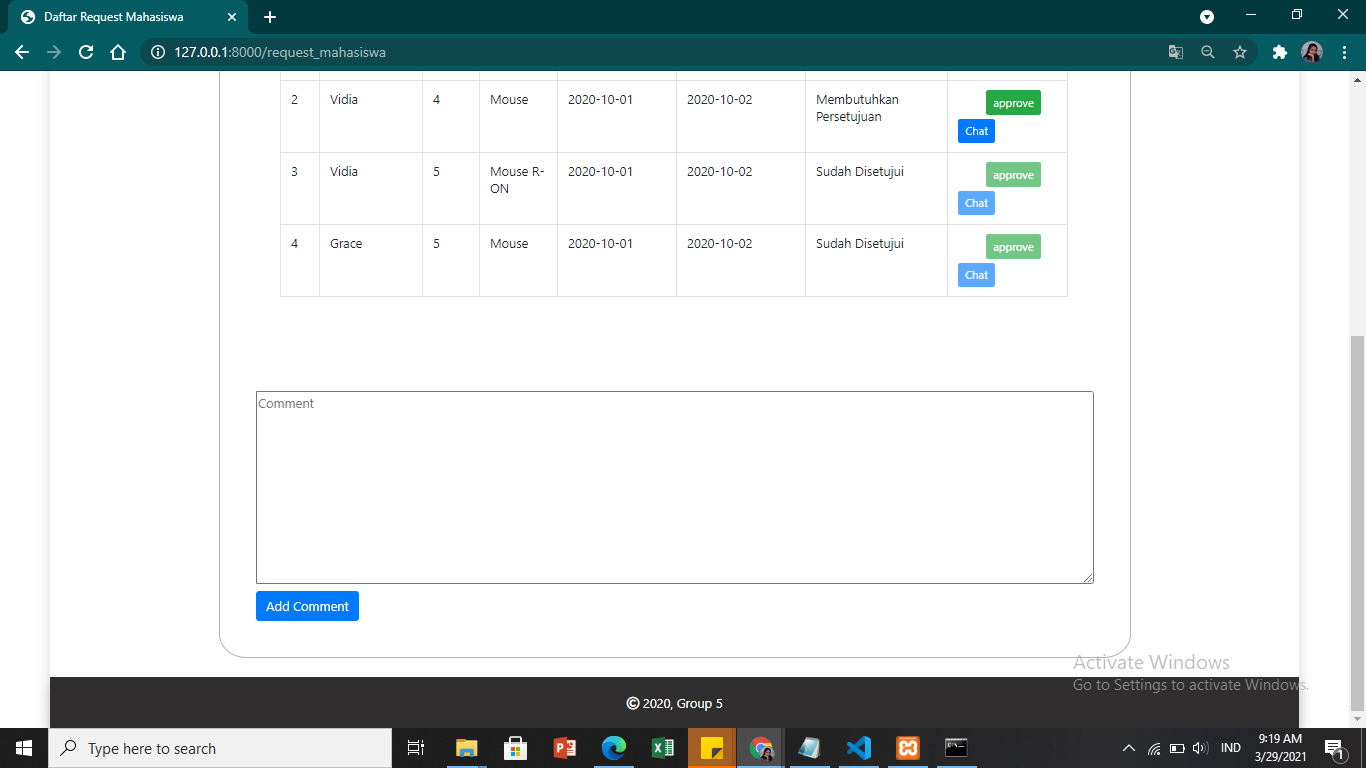 Daftar Request Mahasiswa
127.0.0.1:8000/request_mahasiswa
2 Vidia 4 Mouse 2020-10-01 2020-10-02 Membutuhkan approve
Persetujuan
Chat
3 Vidia 5 Mouse R- 2020-10-01 2020-10-02 Sudah Disetujui approve
ON
Chat
4 Grace 5 Mouse 2020-10-01 2020-10-02 Sudah Disetujui approve
Chat
Comment
Add Comment
Activate Windows
Go to Settings to activate Windows.
© 2020, Group 5
Type here to search
IND
9:19 AM
3/29/2021
1